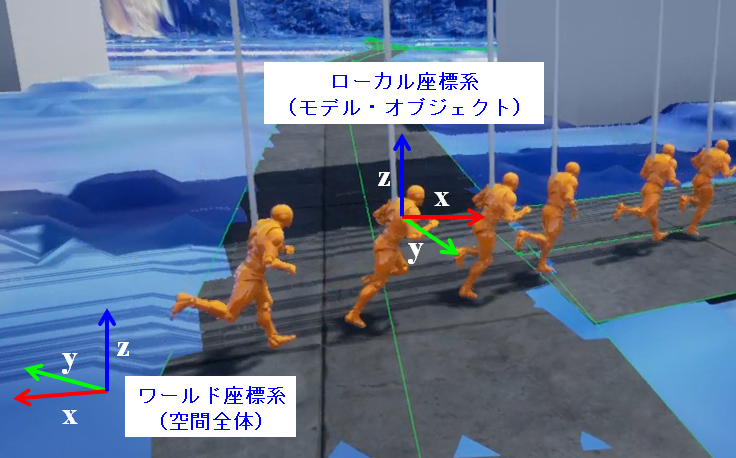 ローカル座標系
（モデル・オブジェクト）
z
x
y
y
z
x
ワールド座標系
（空間全体）